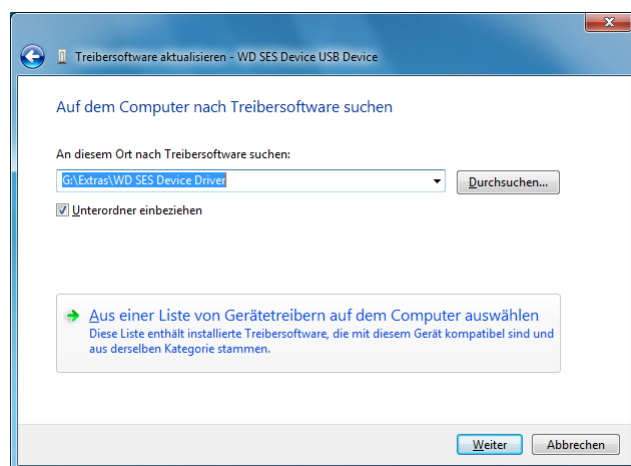 Treibersoftware aktualisieren - WD SES Device USB Device
Auf dem Computer nach Treibersoftware suchen
An diesem Ort nach Treibersoftware suchen:
G:\Extras\WD SES Device Driver
Durchsuchen...
Unterordner einbeziehen
Aus einer Liste von Gerätetreibern auf dem Computer auswählen
Diese Liste enthält installierte Treibersoftware, die mit diesem Gerät kompatibel sind und
aus derselben Kategorie stammen.
Weiter
Abbrechen